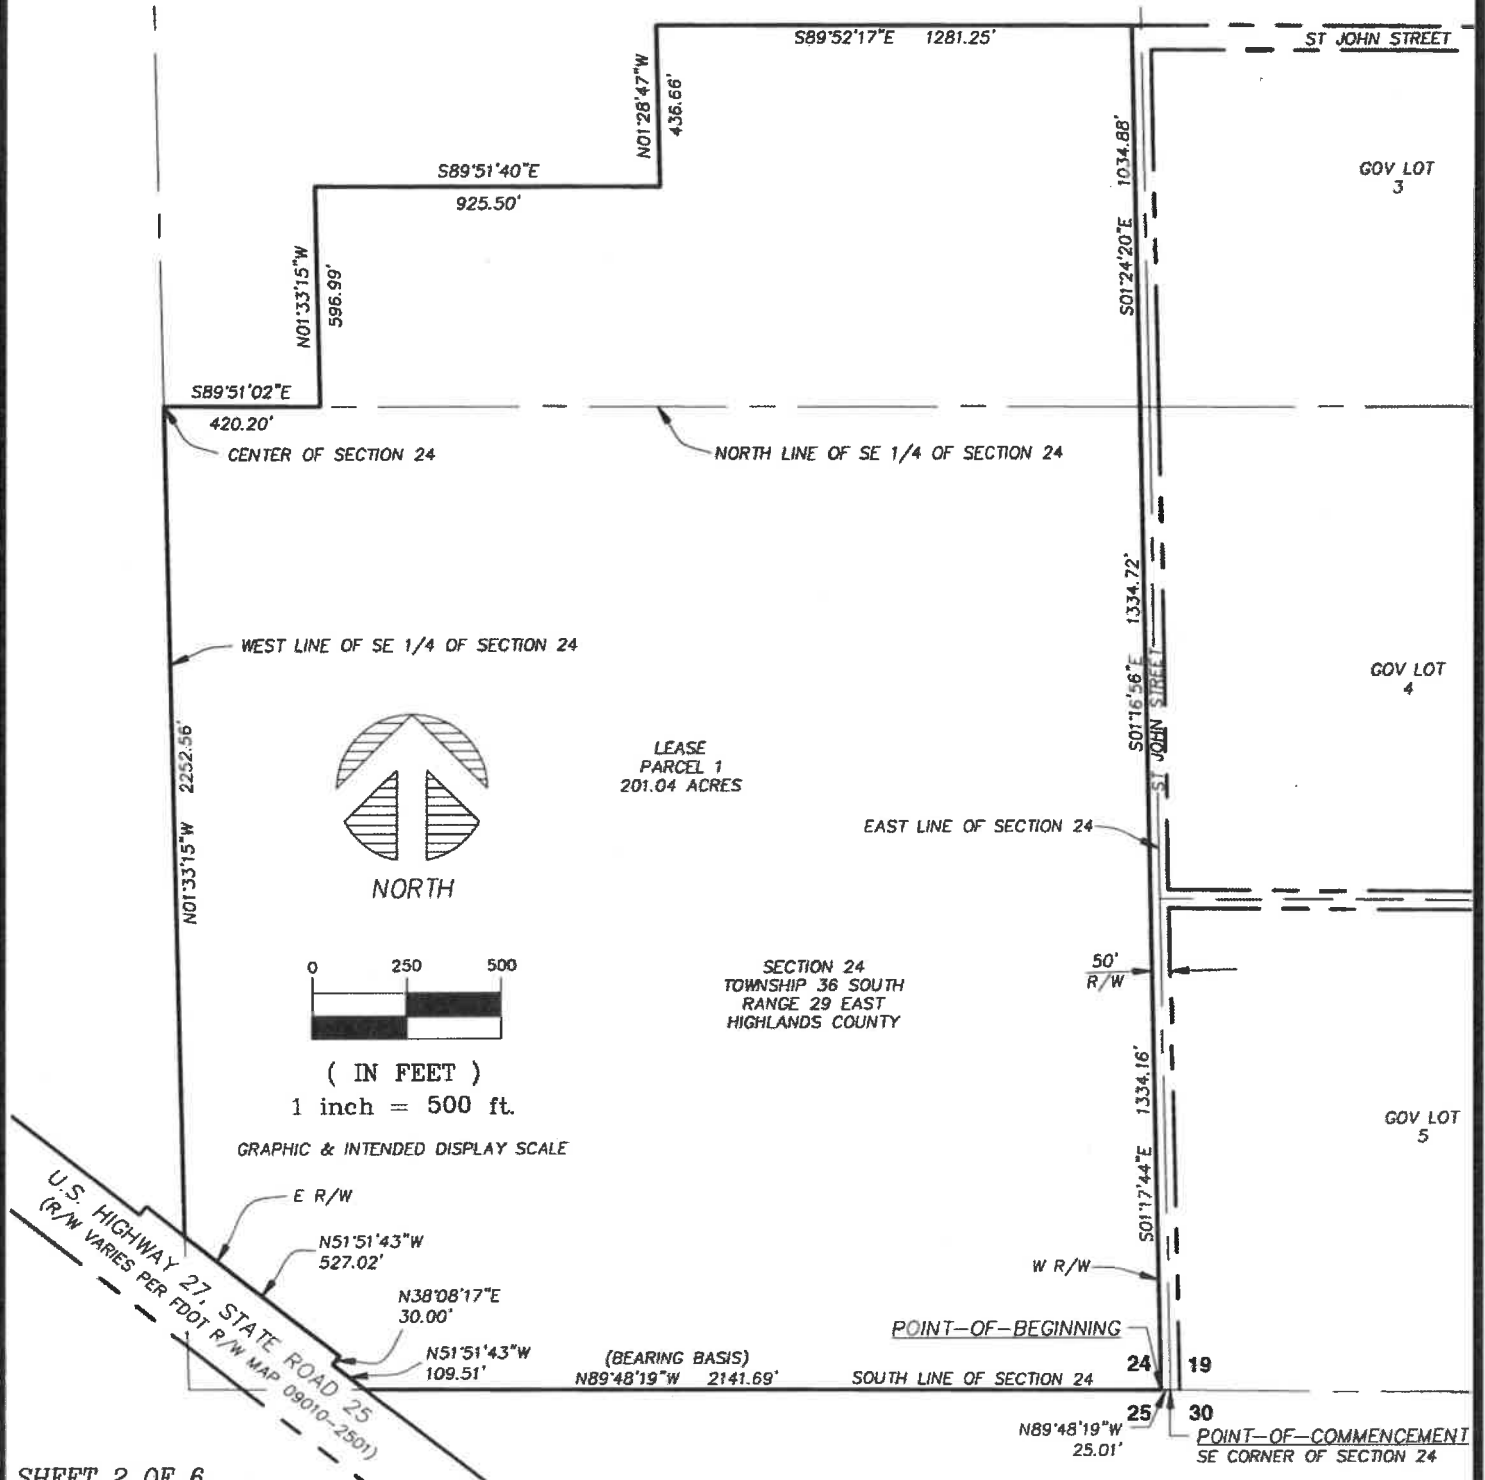 S89°52'17"E 1281.25'
ST JOHN STREET
N01°28'47"W
436.66'
S89°51'40"E
925.50'
GOV LOT
3
S01°24'20"E 1034.88'
N01°33'15"W
596.99'
S89°51'02"E
420.20'
CENTER OF SECTION 24
NORTH LINE OF SE 1/4 OF SECTION 24
S01°16'56"E 1334.72'
ST JOHN STREET
WEST LINE OF SE 1/4 OF SECTION 24
GOV LOT
4
N01°33'15"W 2252.56'
LEASE
PARCEL 1
201.04 ACRES
EAST LINE OF SECTION 24
NORTH
0 250 500
( IN FEET )
1 inch = 500 ft.
GRAPHIC & INTENDED DISPLAY SCALE
SECTION 24
TOWNSHIP 36 SOUTH
RANGE 29 EAST
HIGHLANDS COUNTY
50'
R/W
S01°17'44"E 1334.16'
GOV LOT
5
U.S. HIGHWAY 27, STATE ROAD 25
(R/W VARIES PER FDOT R/W MAP 09010-2501)
E R/W
N51°51'43"W
527.02'
N38°08'17"E
30.00'
N51°51'43"W
109.51'
W R/W
POINT-OF-BEGINNING
(BEARING BASIS)
N89°48'19"W 2141.69'
SOUTH LINE OF SECTION 24
24 19
25 30
N89°48'19"W
25.01'
POINT-OF-COMMENCEMENT
SE CORNER OF SECTION 24
SHEET 2 OF 6